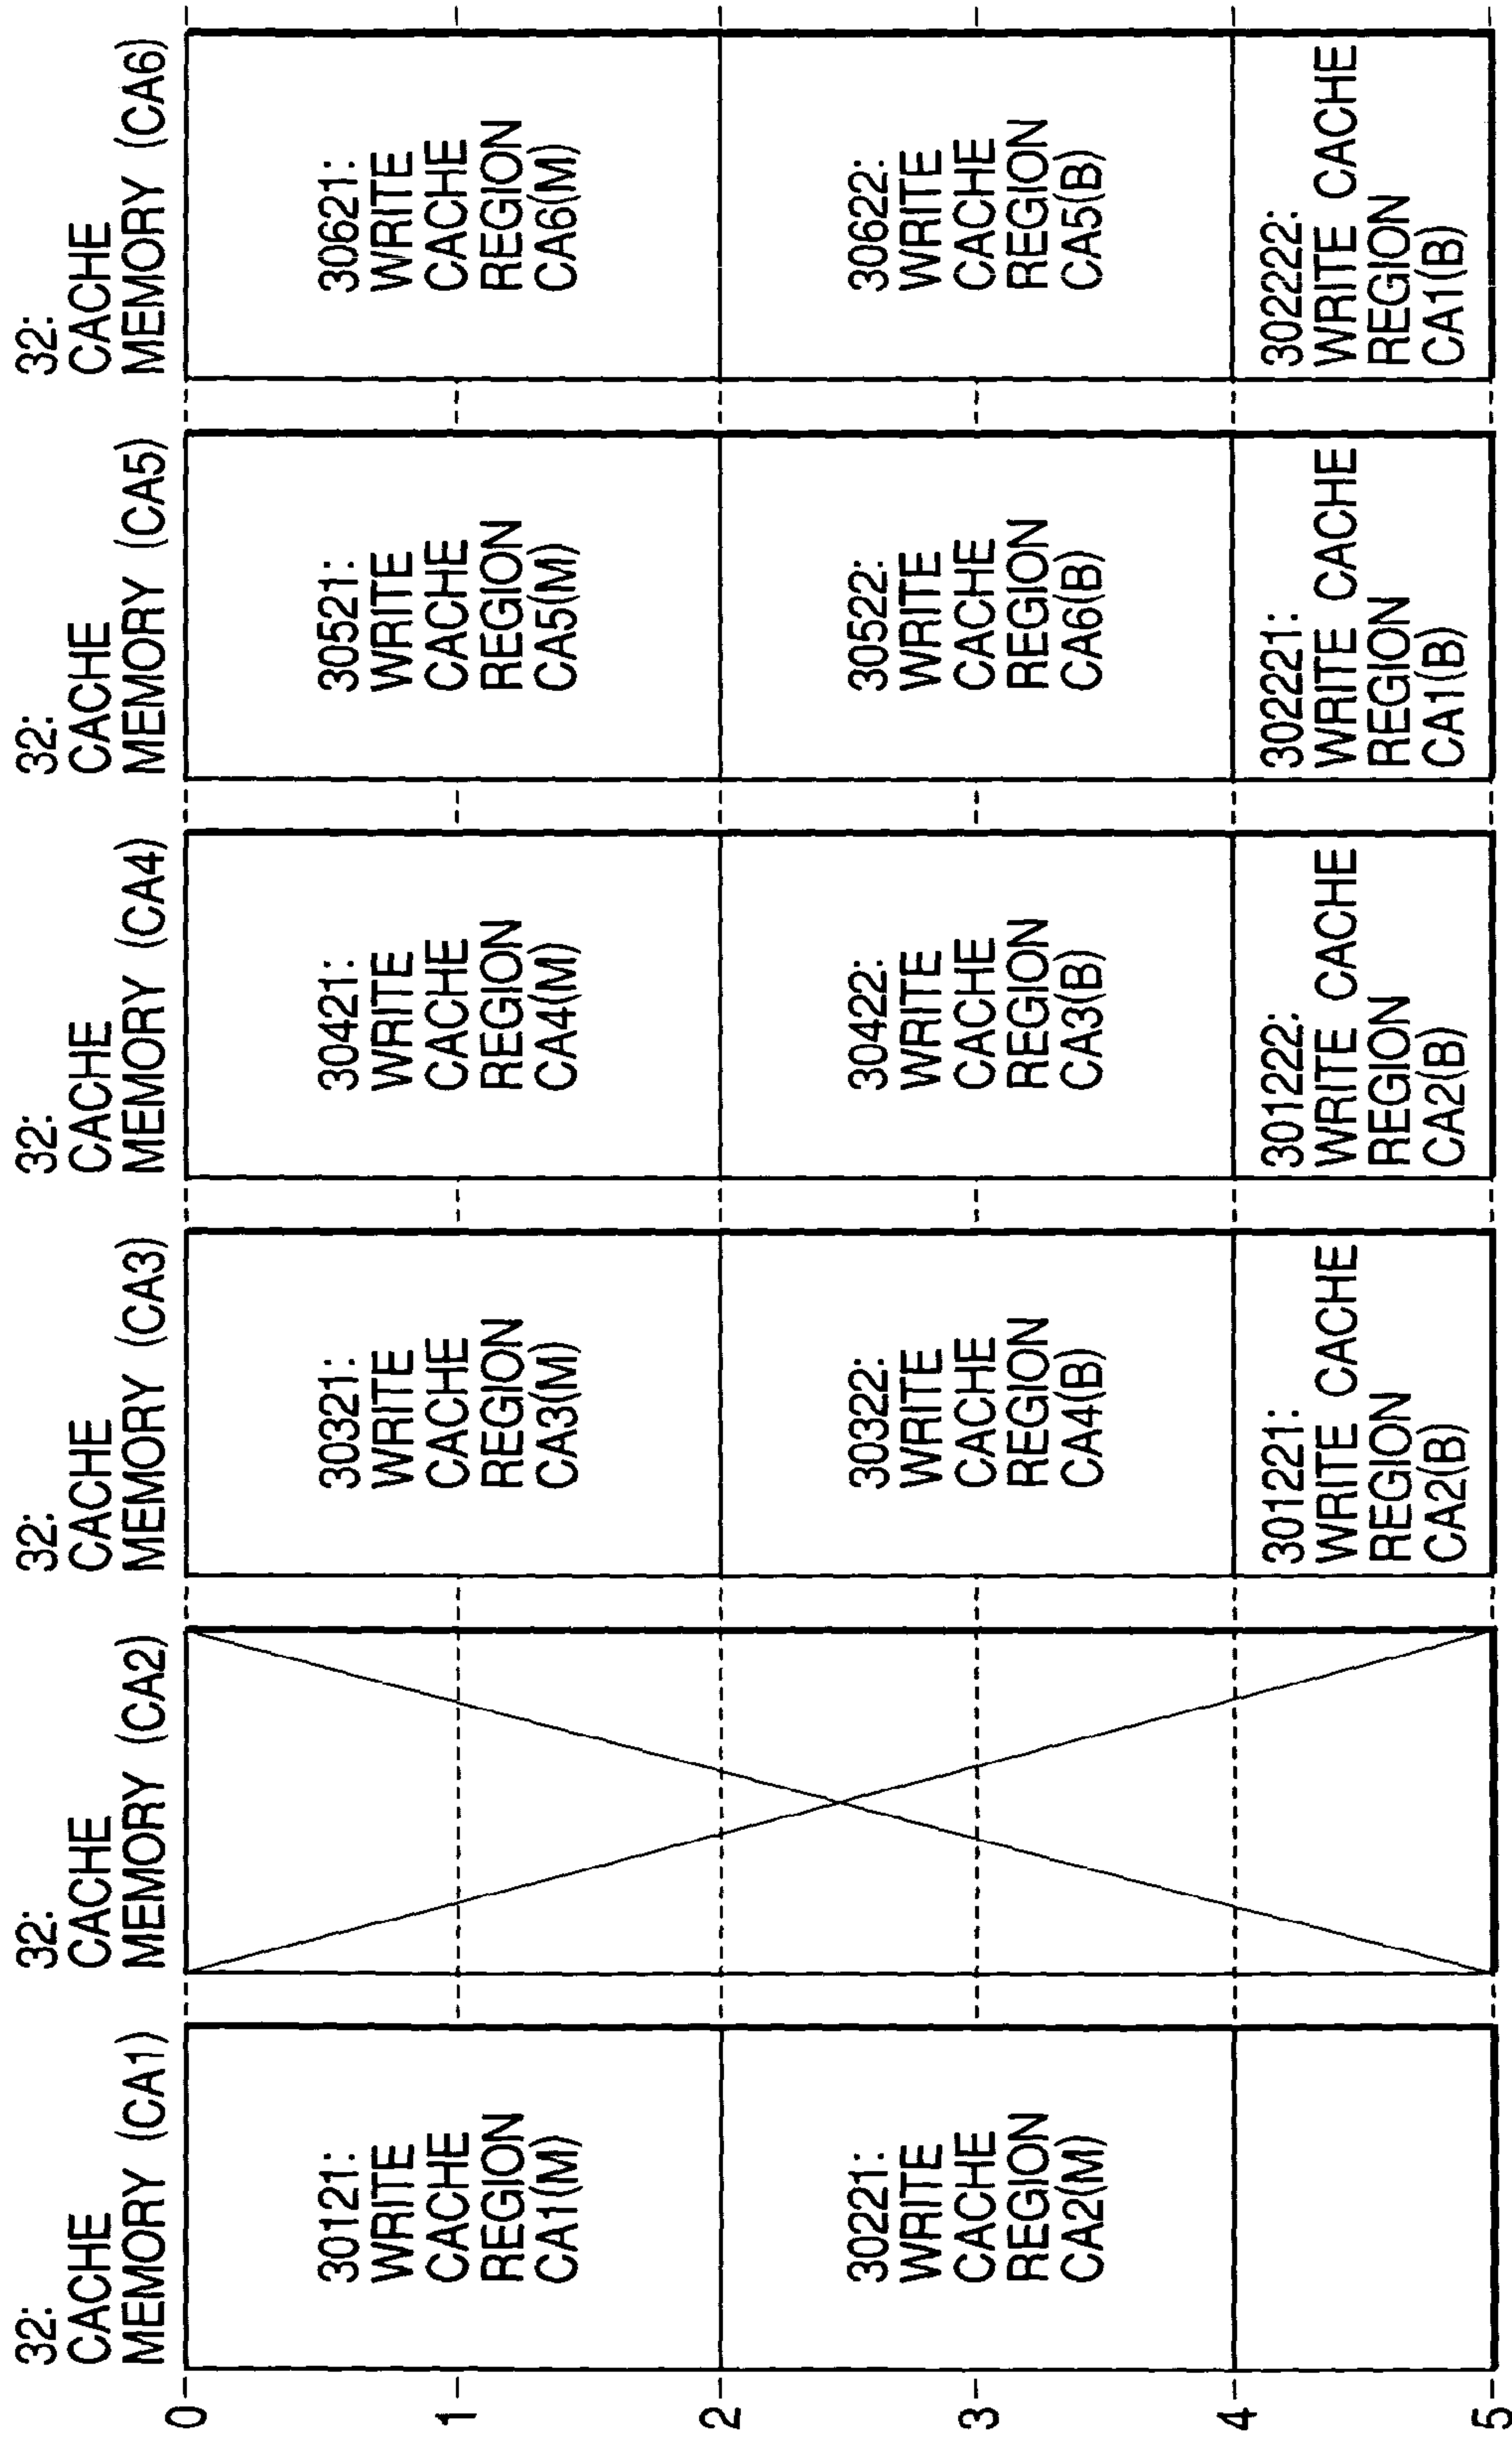 32:
CACHE
MEMORY (CA1)
32:
CACHE
MEMORY (CA2)
32:
CACHE
MEMORY (CA3)
32:
CACHE
MEMORY (CA4)
32:
CACHE
MEMORY (CA5)
32:
CACHE
MEMORY (CA6)
0
1
2
3
4
5
30121:
WRITE
CACHE
REGION
CA1(M)
30221:
WRITE
CACHE
REGION
CA2(M)
30321:
WRITE
CACHE
REGION
CA3(M)
30322:
WRITE
CACHE
REGION
CA4(B)
301221:
WRITE CACHE
REGION
CA2(B)
30421:
WRITE
CACHE
REGION
CA4(M)
30422:
WRITE
CACHE
REGION
CA3(B)
301222:
WRITE CACHE
REGION
CA2(B)
30521:
WRITE
CACHE
REGION
CA5(M)
30522:
WRITE
CACHE
REGION
CA6(B)
302221:
WRITE CACHE
REGION
CA1(B)
30621:
WRITE
CACHE
REGION
CA6(M)
30622:
WRITE
CACHE
REGION
CA5(B)
302222:
WRITE CACHE
REGION
CA1(B)